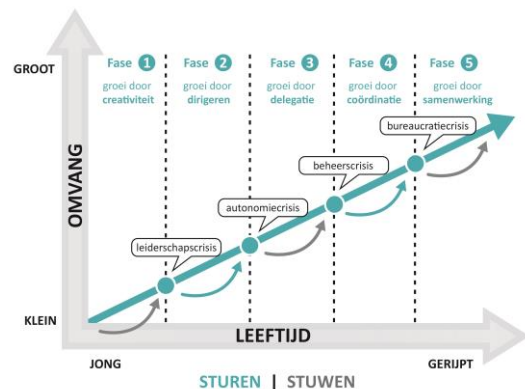 GROOT
Fase 1
groei door
creativiteit
Fase 2
groei door
dirigeren
Fase 3
groei door
delegatie
Fase 4
groei door
coördinatie
Fase 5
groei door
samenwerking
bureaucratiecrisis
beheerscrisis
autonomiecrisis
leiderschapscrisis
OMVANG
KLEIN
LEEFTIJD
JONG
GERIJPT
STUREN | STUWEN